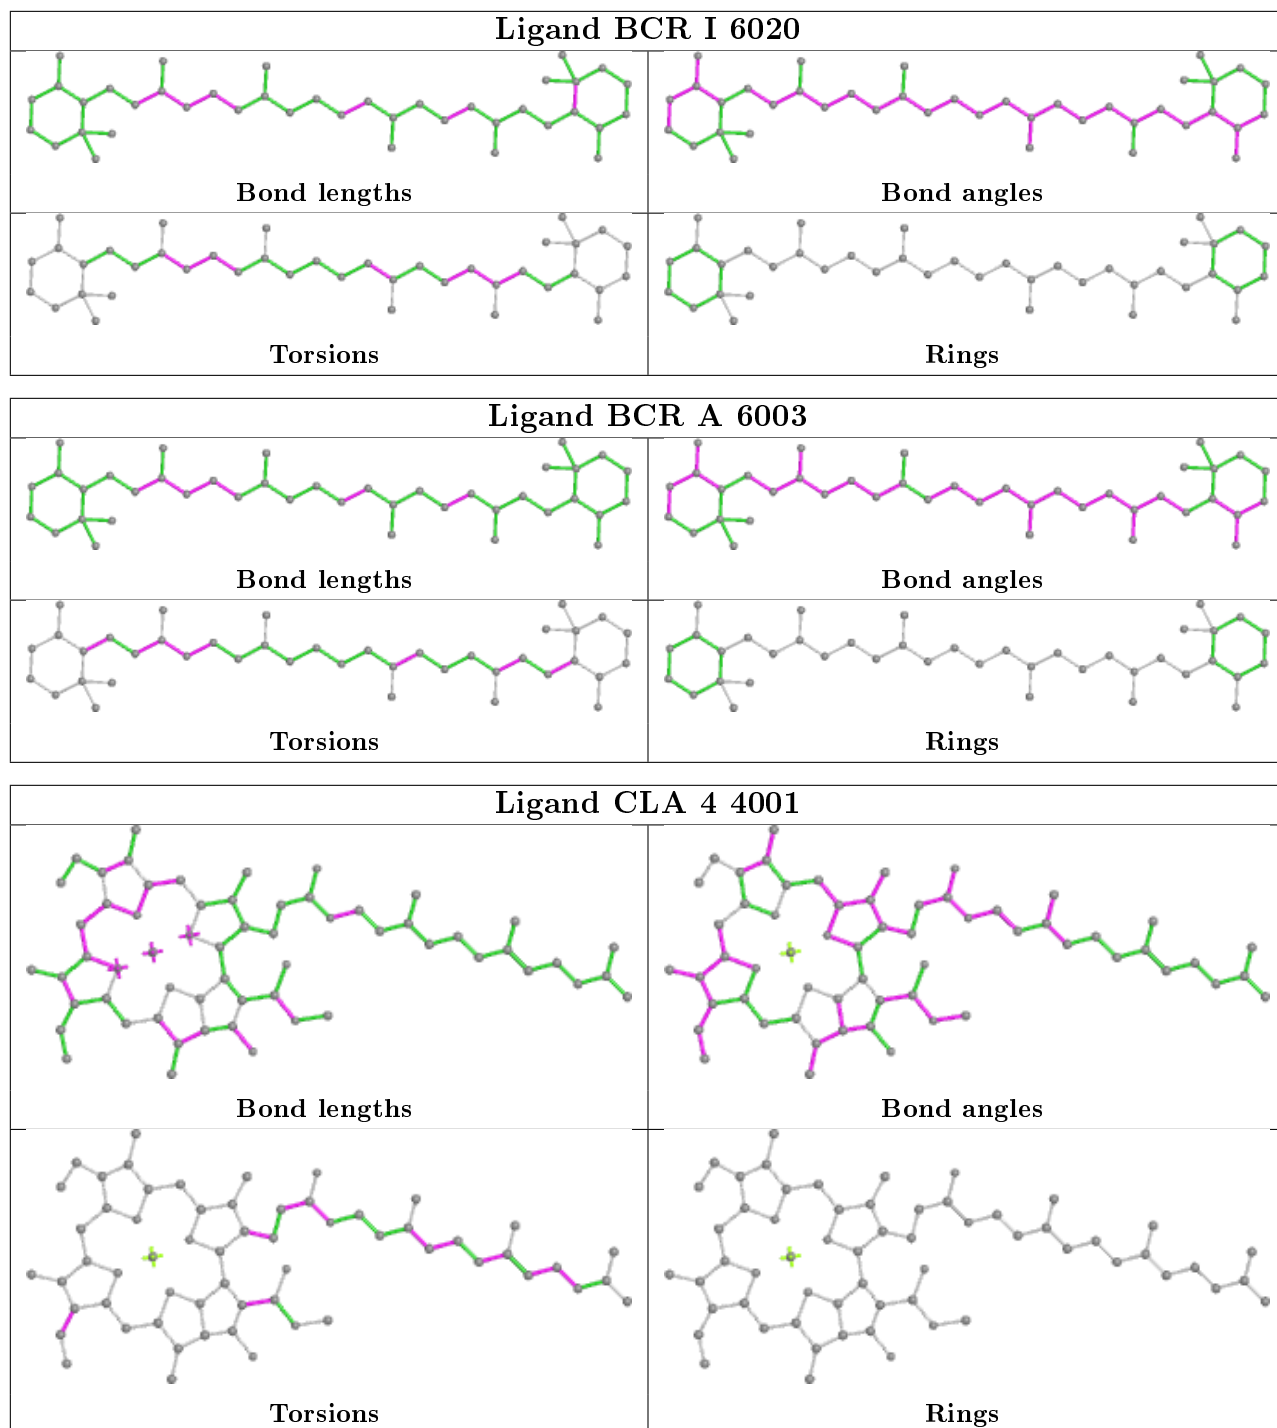 Ligand BCR I 6020
Bond lengths
Bond angles
Torsions
Rings
Ligand BCR A 6003
Bond lengths
Bond angles
Torsions
Rings
Ligand CLA 4 4001
Bond lengths
Bond angles
Torsions
Rings